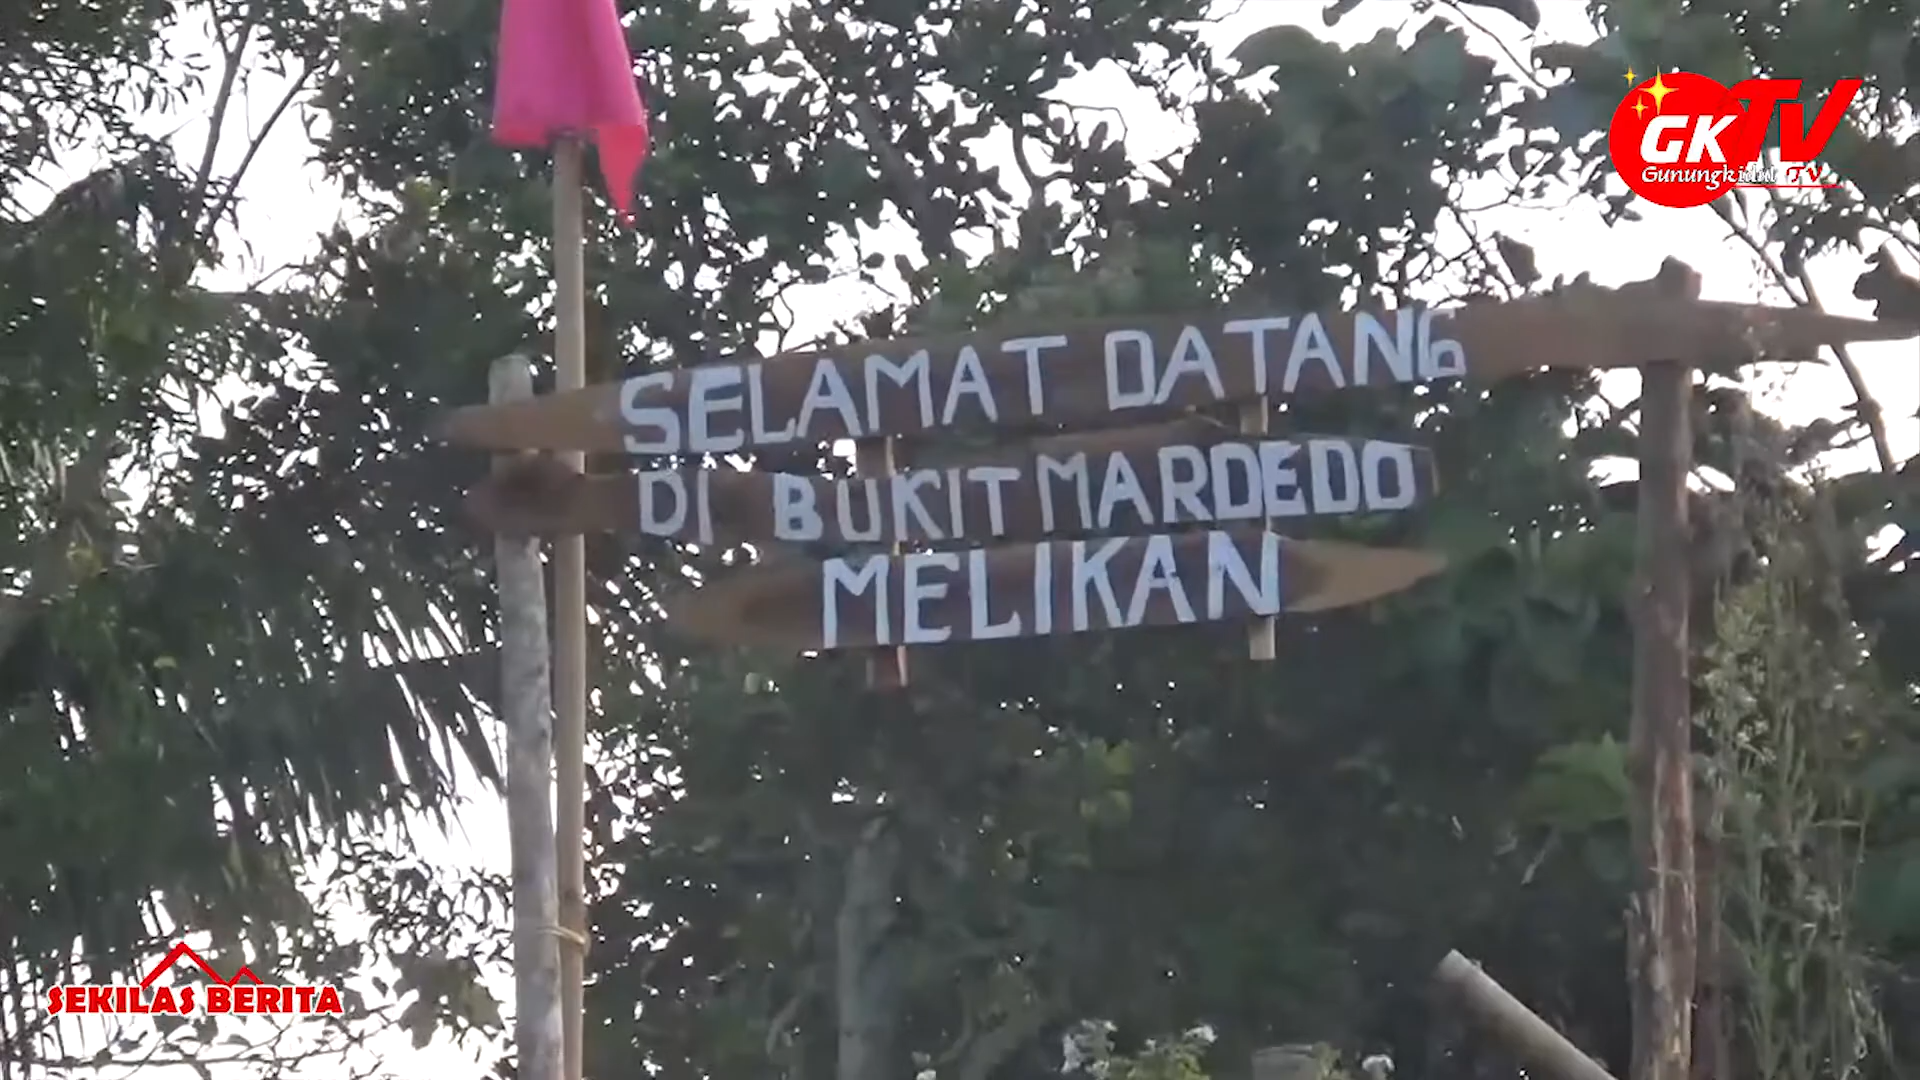 GKTV
Gunungkidul TV
SELAMAT DATANG
DI BUKIT MARDEDO
MELIKAN
SEKILAS BERITA